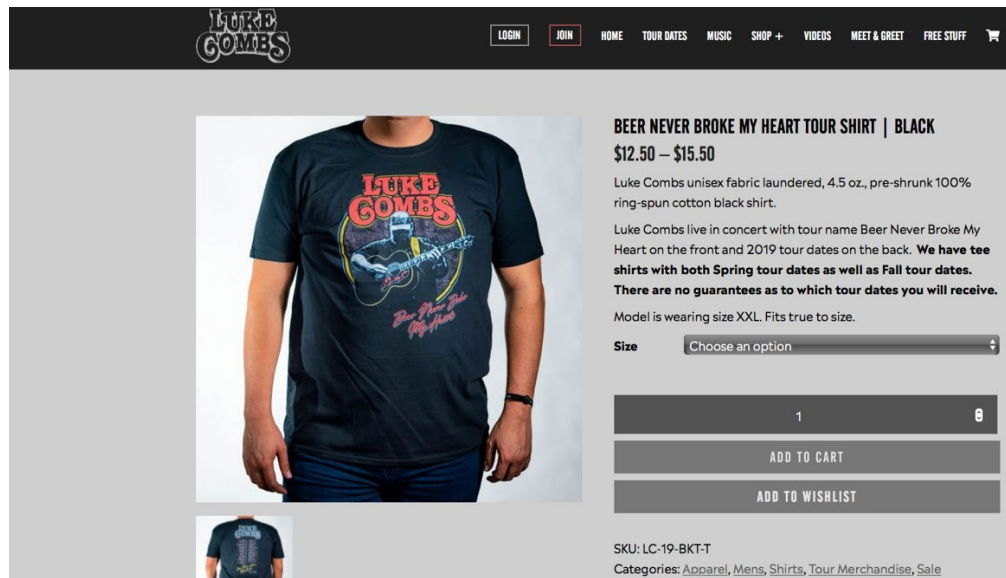 LUKE
COMBS
LOGIN
JOIN
HOME
TOUR DATES
MUSIC
SHOP +
VIDEOS
MEET & GREET
FREE STUFF
LUKE
COMBS
Beer Never Broke
My Heart
BEER NEVER BROKE MY HEART TOUR SHIRT | BLACK
$12.50 — $15.50
Luke Combs unisex fabric laundered, 4.5 oz., pre-shrunk 100%
ring-spun cotton black shirt.
Luke Combs live in concert with tour name Beer Never Broke My
Heart on the front and 2019 tour dates on the back. We have tee
shirts with both Spring tour dates as well as Fall tour dates.
There are no guarantees as to which tour dates you will receive.
Model is wearing size XXL. Fits true to size.
Size
Choose an option
1
ADD TO CART
ADD TO WISHLIST
SKU: LC-19-BKT-T
Categories: Apparel, Mens, Shirts, Tour Merchandise, Sale
LUKE
COMBS